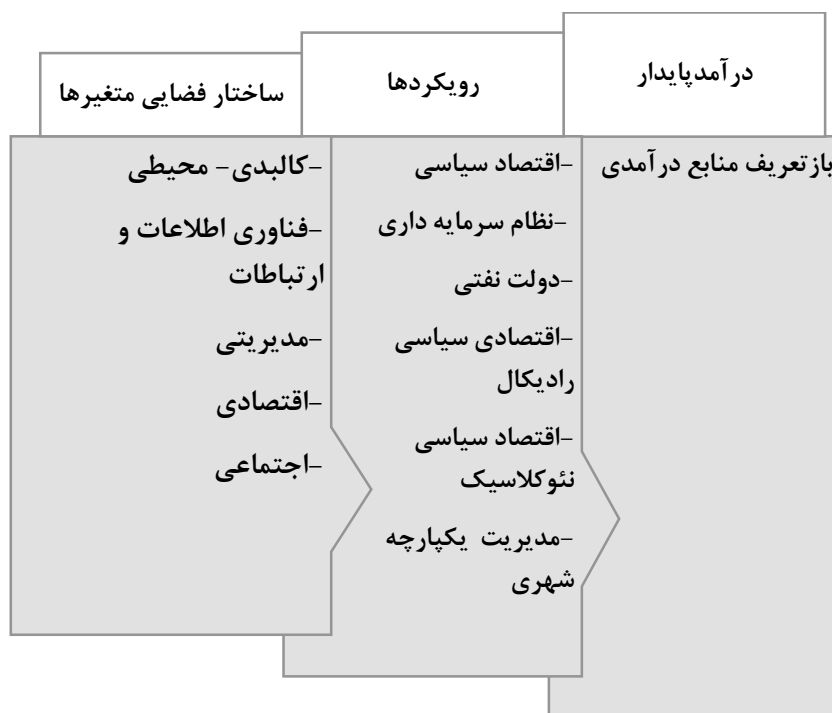 درآمدپایدار
بازتعریف منابع درآمدی
رویکردها
-اقتصاد سیاسی
-نظام سرمایه داری
-دولت نفتی
-اقتصادی سیاسی
رادیکال
-اقتصاد سیاسی
نئوکلاسیک
-مدیریت یکپارچه
شهری
ساختار فضایی متغیرها
-کالبدی- محیطی
-فناوری اطلاعات و
ارتباطات
-مدیریتی
-اقتصادی
-اجتماعی